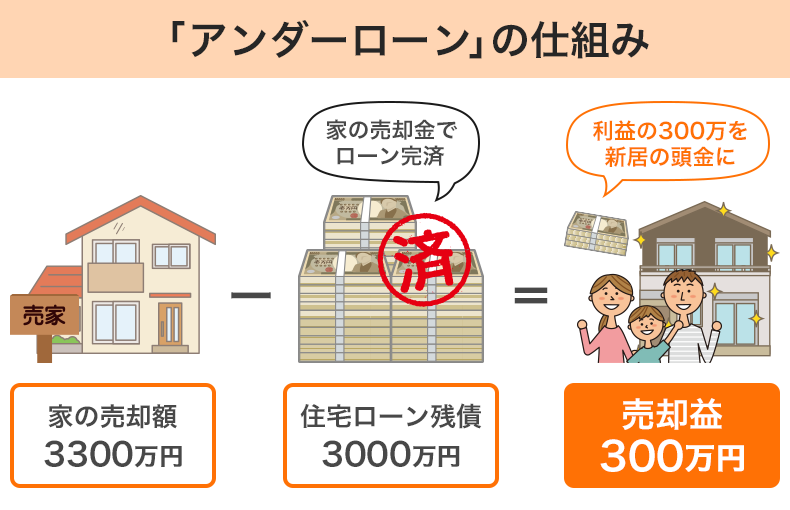 「アンダーローン」の仕組み
家の売却金で
ローン完済
利益の300万を
新居の頭金に
済
売家
家の売却額
3300万円
住宅ローン残債
3000万円
売却益
300万円